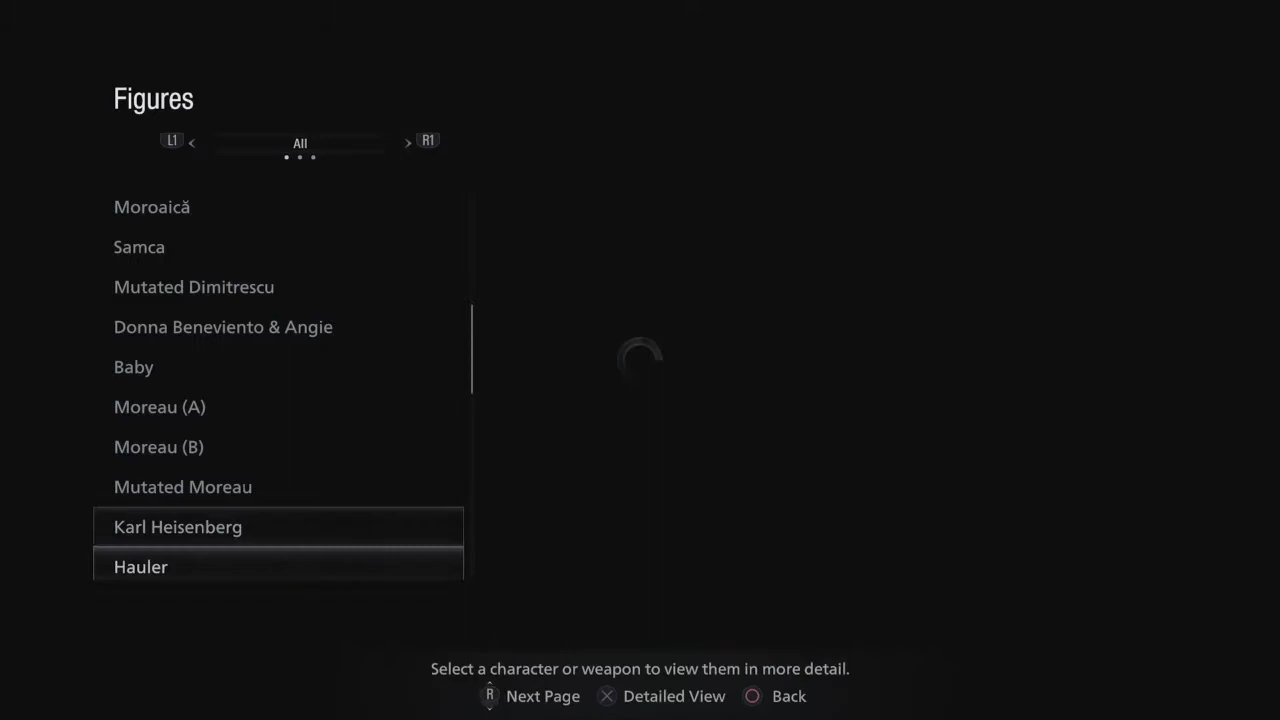 Figures
L1 < All > R1
Moroaică
Samca
Mutated Dimitrescu
Donna Beneviento & Angie
Baby
Moreau (A)
Moreau (B)
Mutated Moreau
Karl Heisenberg
Hauler
Select a character or weapon to view them in more detail.
R Next Page Detailed View Back